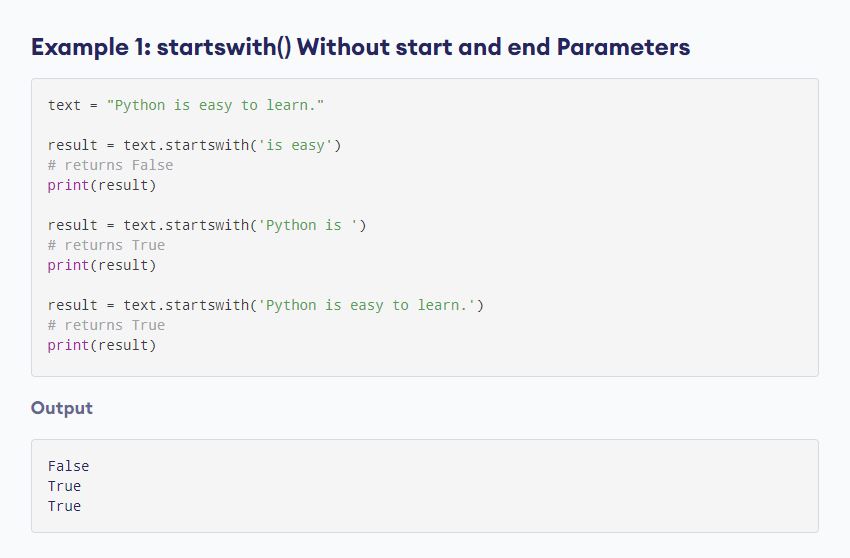 Example 1: startswith() Without start and end Parameters
text = "Python is easy to learn."
result = text.startswith('is easy')
# returns False
print(result)
result = text.startswith('Python is ')
# returns True
print(result)
result = text.startswith('Python is easy to learn.')
# returns True
print(result)
Output
False
True
True